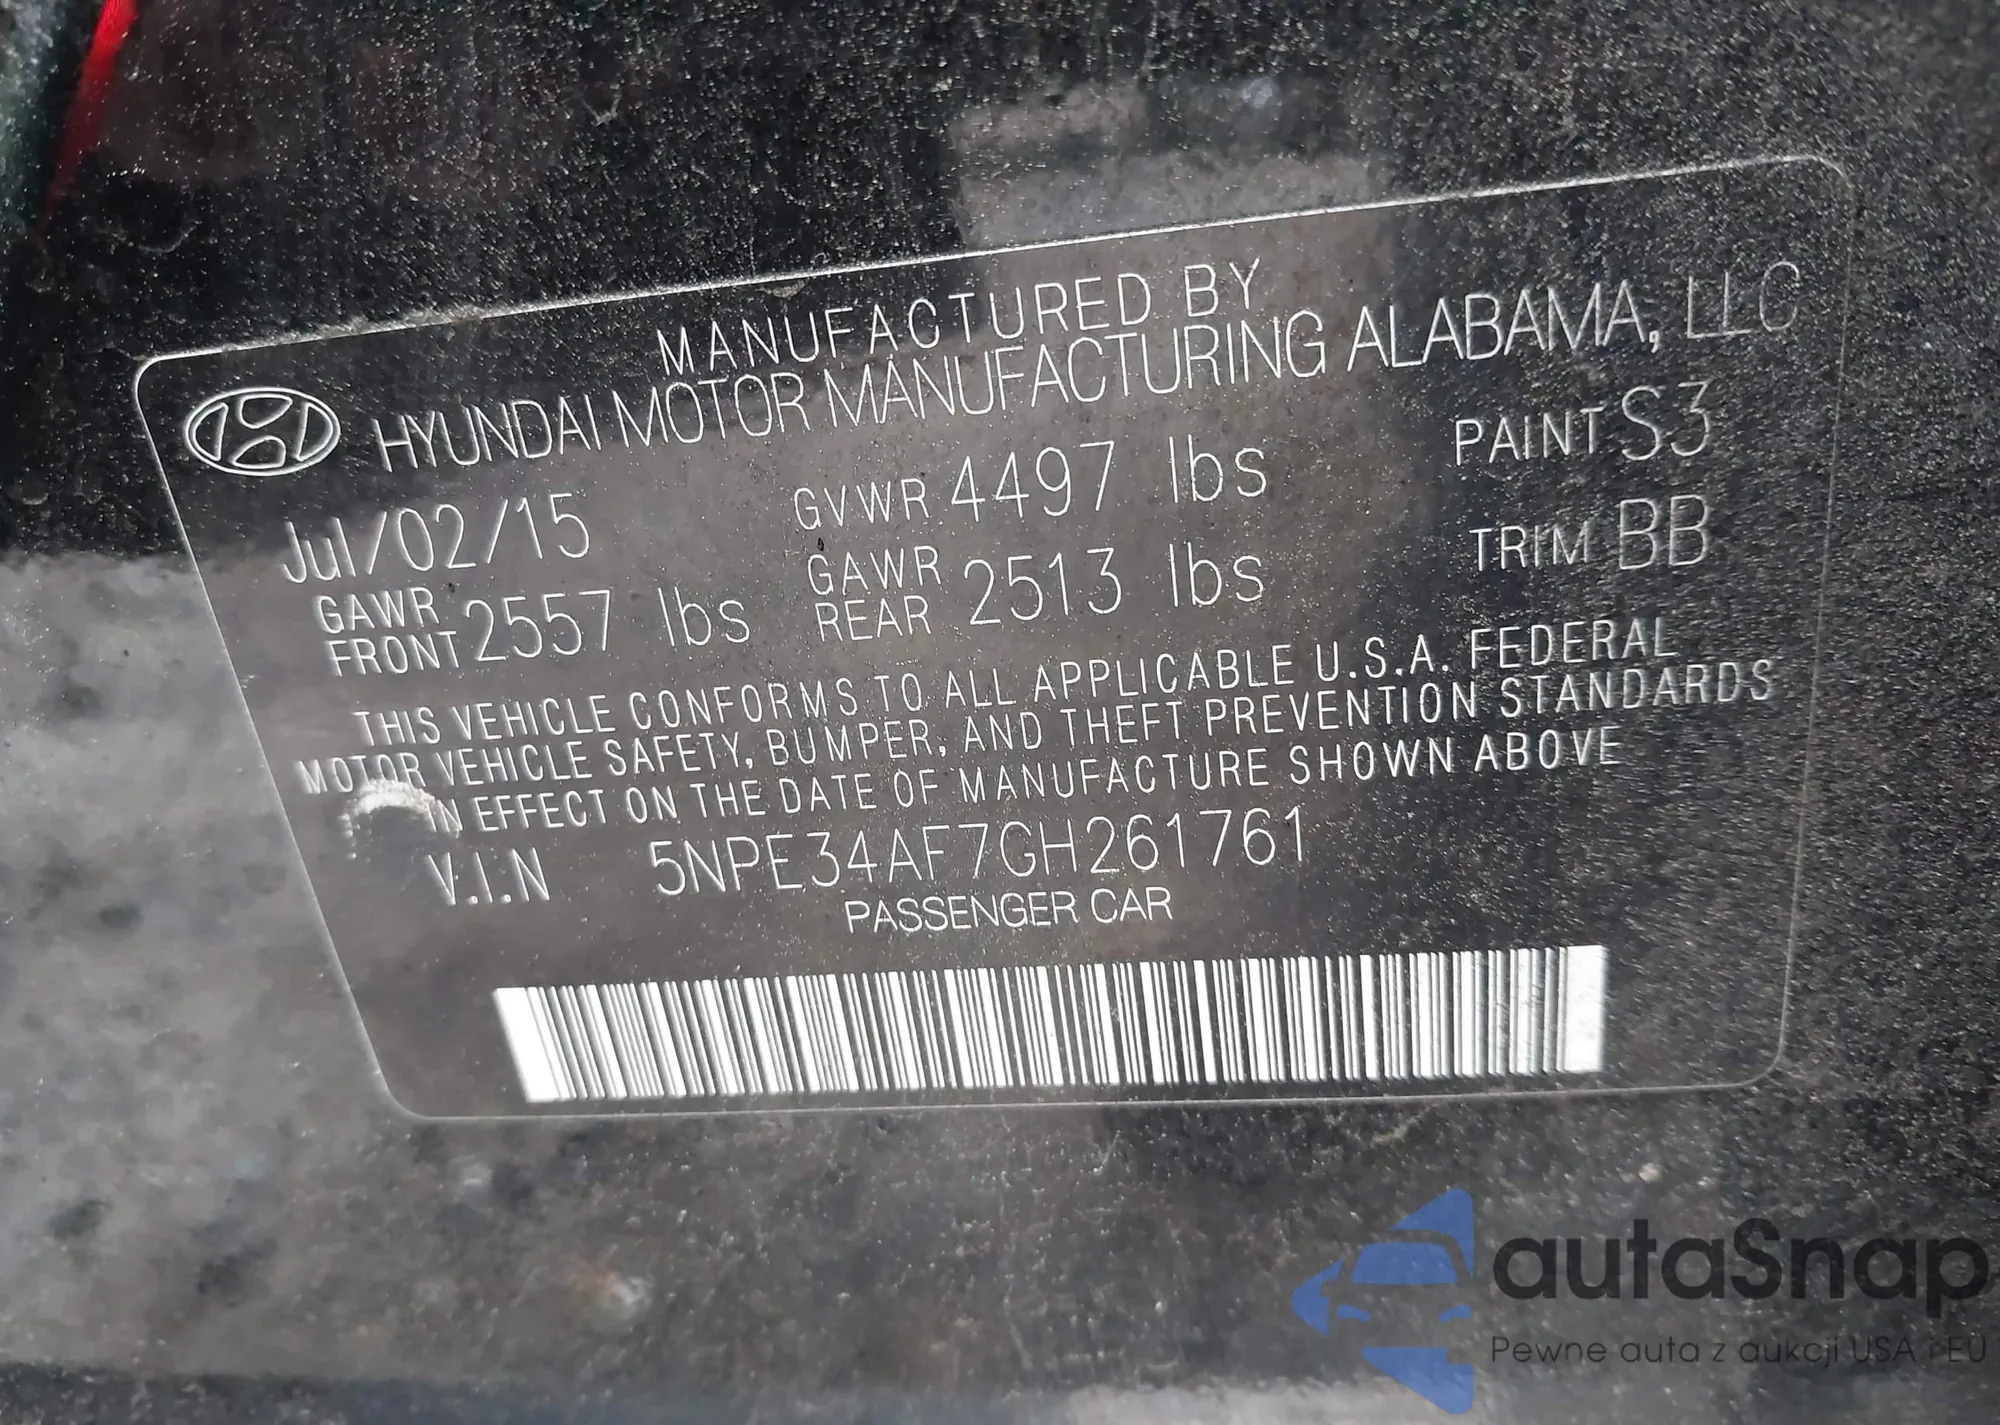 MANUFACTURED BY
HYUNDAI MOTOR MANUFACTURING ALABAMA, LLC
Jul/02/15 GVWR 4497 lbs PAINT S3
GAWR FRONT 2557 lbs GAWR REAR 2513 lbs TRIM BB
THIS VEHICLE CONFORMS TO ALL APPLICABLE U.S.A. FEDERAL
MOTOR VEHICLE SAFETY, BUMPER, AND THEFT PREVENTION STANDARDS
IN EFFECT ON THE DATE OF MANUFACTURE SHOWN ABOVE
V.I.N 5NPE34AF7GH261761
PASSENGER CAR
autaSnap
Pewne auta z aukcji USA i EU